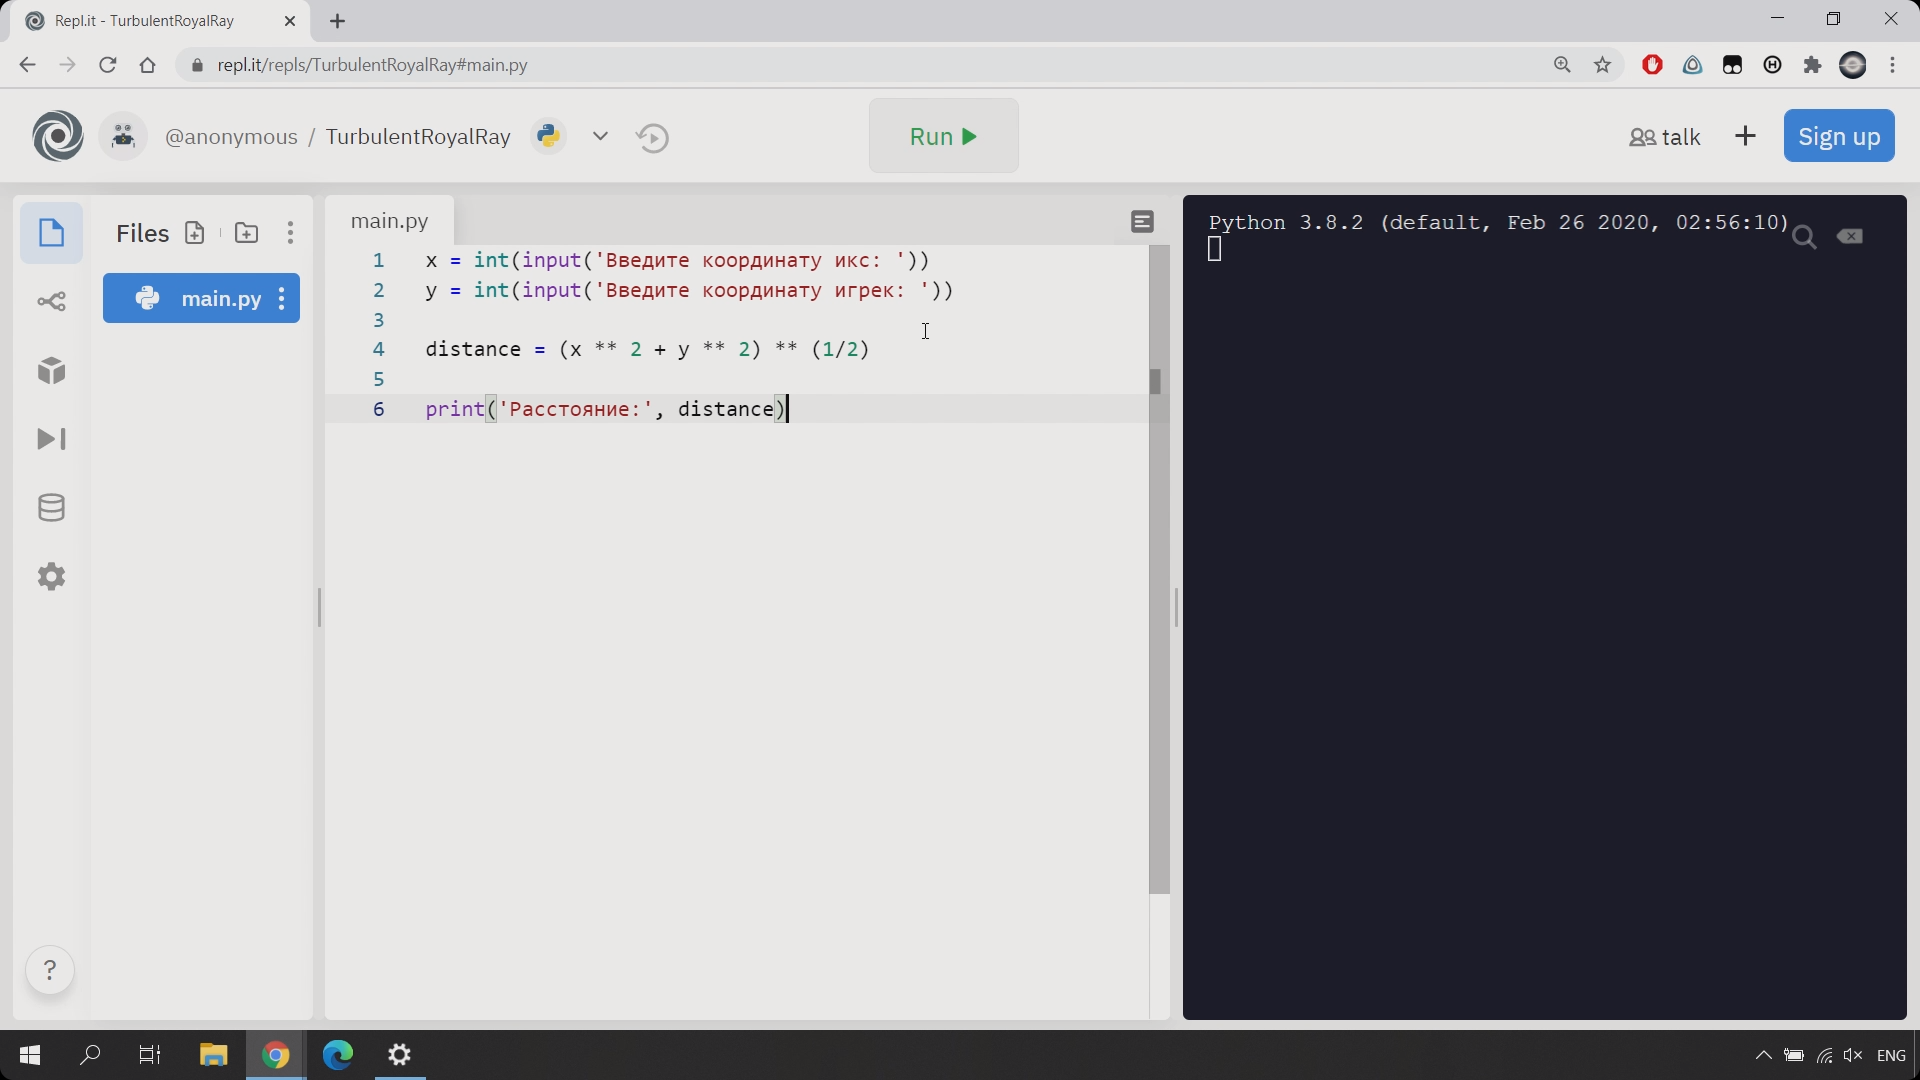 Repl.it - TurbulentRoyalRay
repl.it/repls/TurbulentRoyalRay#main.py
@anonymous / TurbulentRoyalRay
Run
talk
Sign up
Files
main.py
main.py
1 x = int(input('Введите координату икс: '))
2 y = int(input('Введите координату игрек: '))
3
4 distance = (x ** 2 + y ** 2) ** (1/2)
5
6 print('Расстояние:', distance)
Python 3.8.2 (default, Feb 26 2020, 02:56:10)
?
ENG